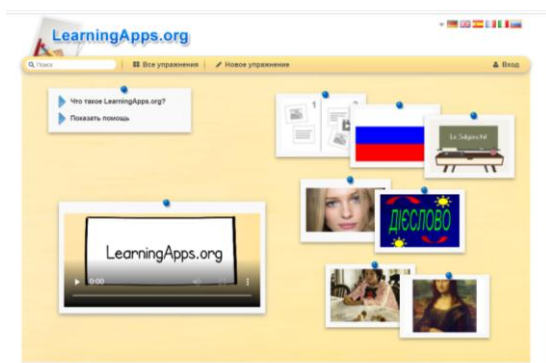 LearningApps.org
Поиск
Все упражнения
Новое упражнение
Вход
Что такое LearningApps.org?
Показать помощь
1
Le Subjonctif
ДІЄСЛОВО
LearningApps.org
0:00